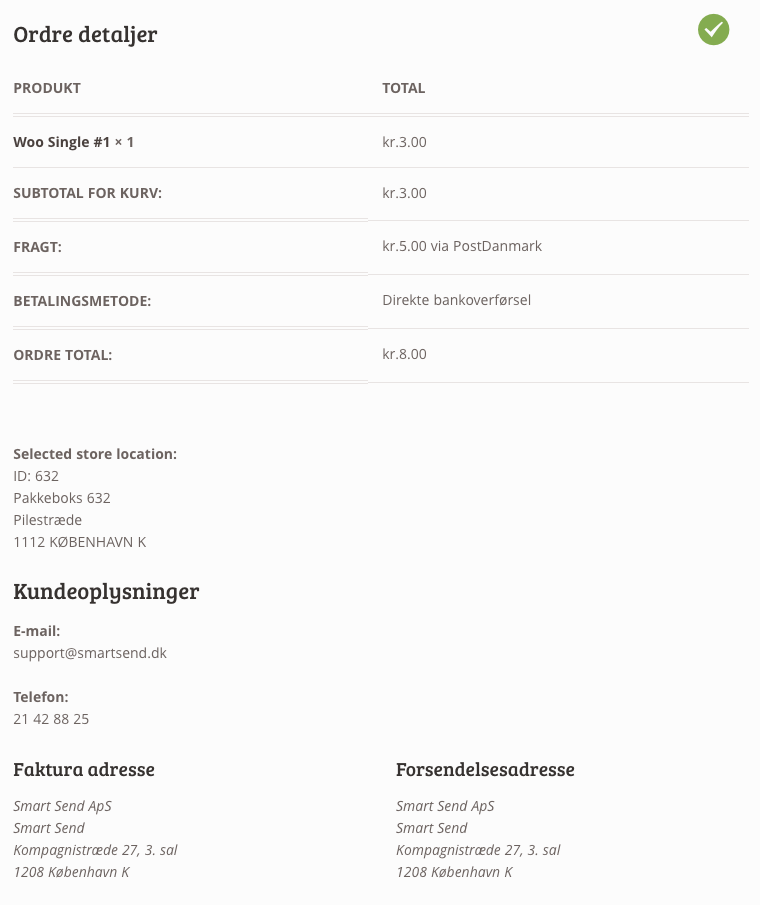 Ordre detaljer
PRODUKT TOTAL
Woo Single #1 × 1 kr.3.00
SUBTOTAL FOR KURV: kr.3.00
FRAGT: kr.5.00 via PostDanmark
BETALINGSMETODE: Direkte bankoverførsel
ORDRE TOTAL: kr.8.00
Selected store location:
ID: 632
Pakkeboks 632
Pilestræde
1112 KØBENHAVN K
Kundeoplysninger
E-mail:
support@smartsend.dk
Telefon:
21 42 88 25
Faktura adresse
Smart Send ApS
Smart Send
Kompagnistræde 27, 3. sal
1208 København K
Forsendelsesadresse
Smart Send ApS
Smart Send
Kompagnistræde 27, 3. sal
1208 København K